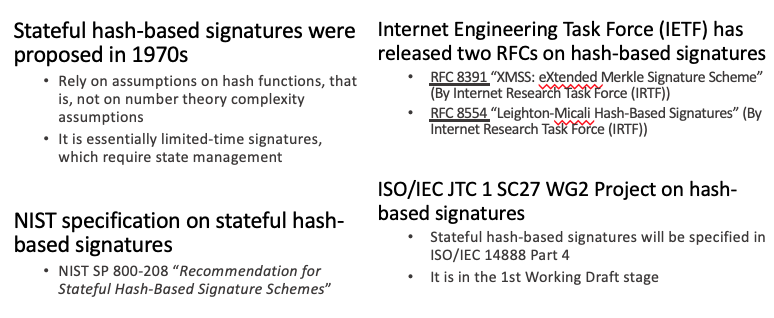 Stateful hash-based signatures were
proposed in 1970s
• Rely on assumptions on hash functions, that
is, not on number theory complexity
assumptions
• It is essentially limited-time signatures,
which require state management
NIST specification on stateful hash-
based signatures
• NIST SP 800-208 “Recommendation for
Stateful Hash-Based Signature Schemes”
Internet Engineering Task Force (IETF) has
released two RFCs on hash-based signatures
• RFC 8391 “XMSS: eXtended Merkle Signature Scheme”
(By Internet Research Task Force (IRTF))
• RFC 8554 “Leighton-Micali Hash-Based Signatures” (By
Internet Research Task Force (IRTF))
ISO/IEC JTC 1 SC27 WG2 Project on hash-
based signatures
• Stateful hash-based signatures will be specified in
ISO/IEC 14888 Part 4
• It is in the 1st Working Draft stage